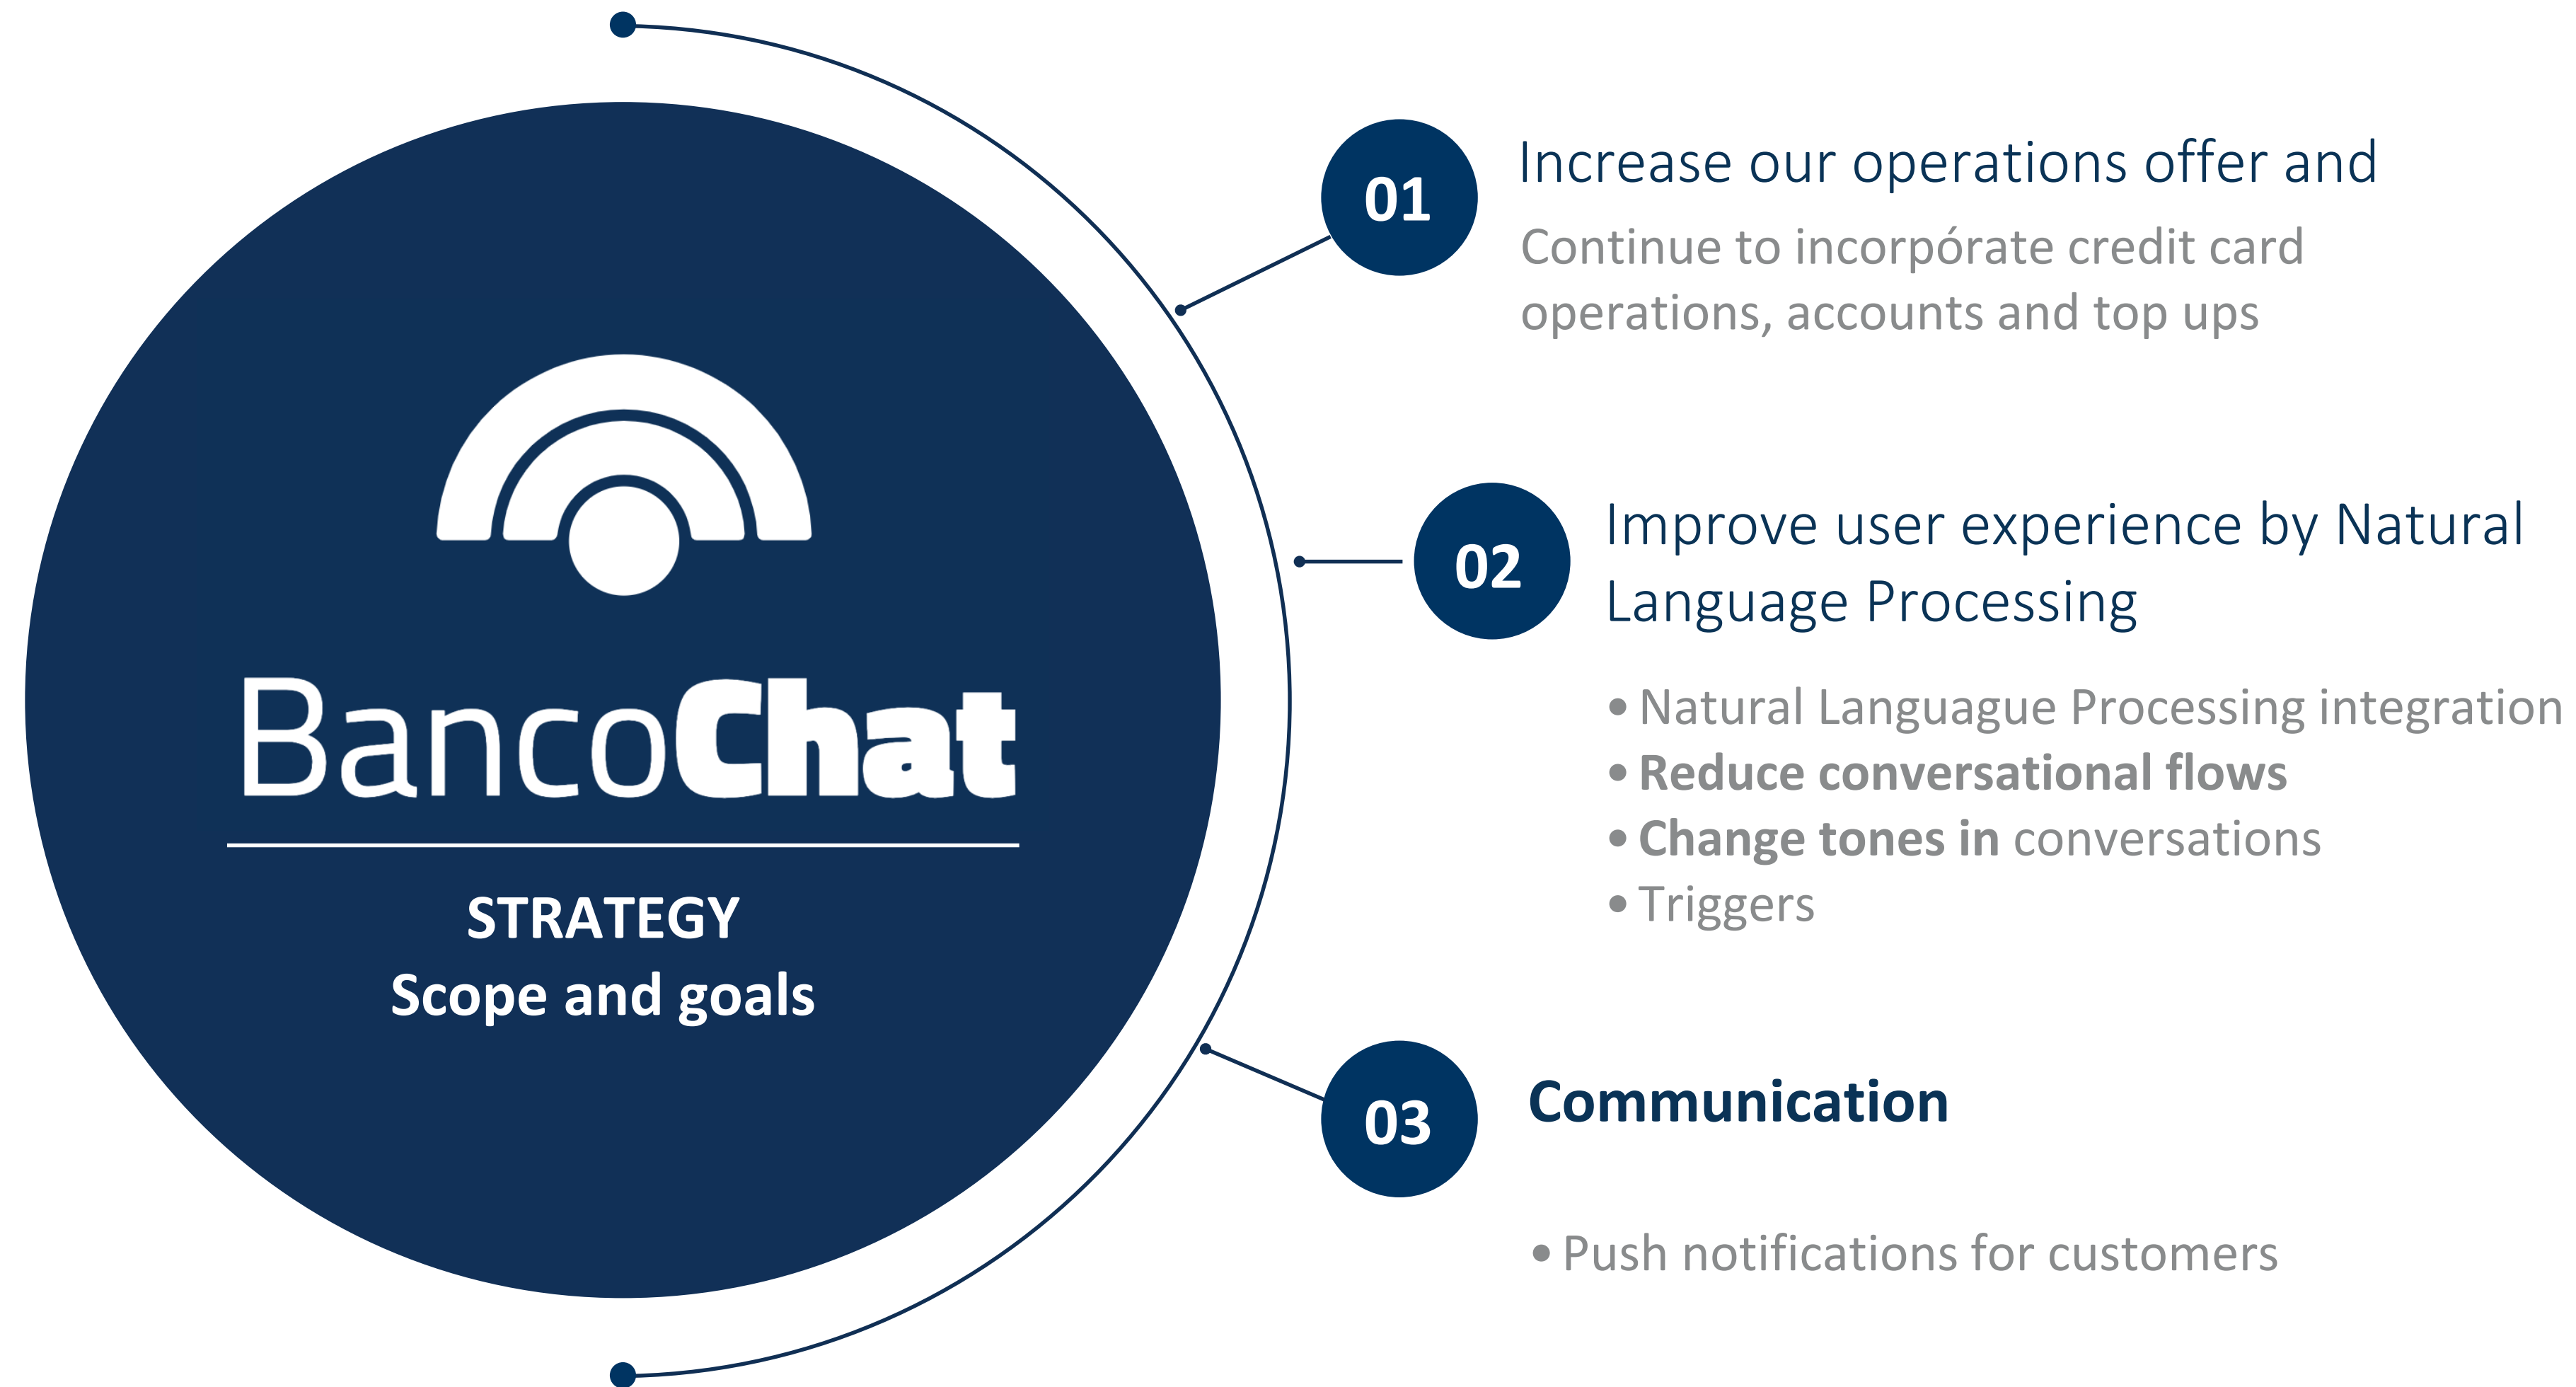 BancoChat
STRATEGY
Scope and goals
01
Increase our operations offer and
Continue to incorpórate credit card
operations, accounts and top ups
02
Improve user experience by Natural
Language Processing
• Natural Languague Processing integration
• Reduce conversational flows
• Change tones in conversations
• Triggers
03
Communication
• Push notifications for customers